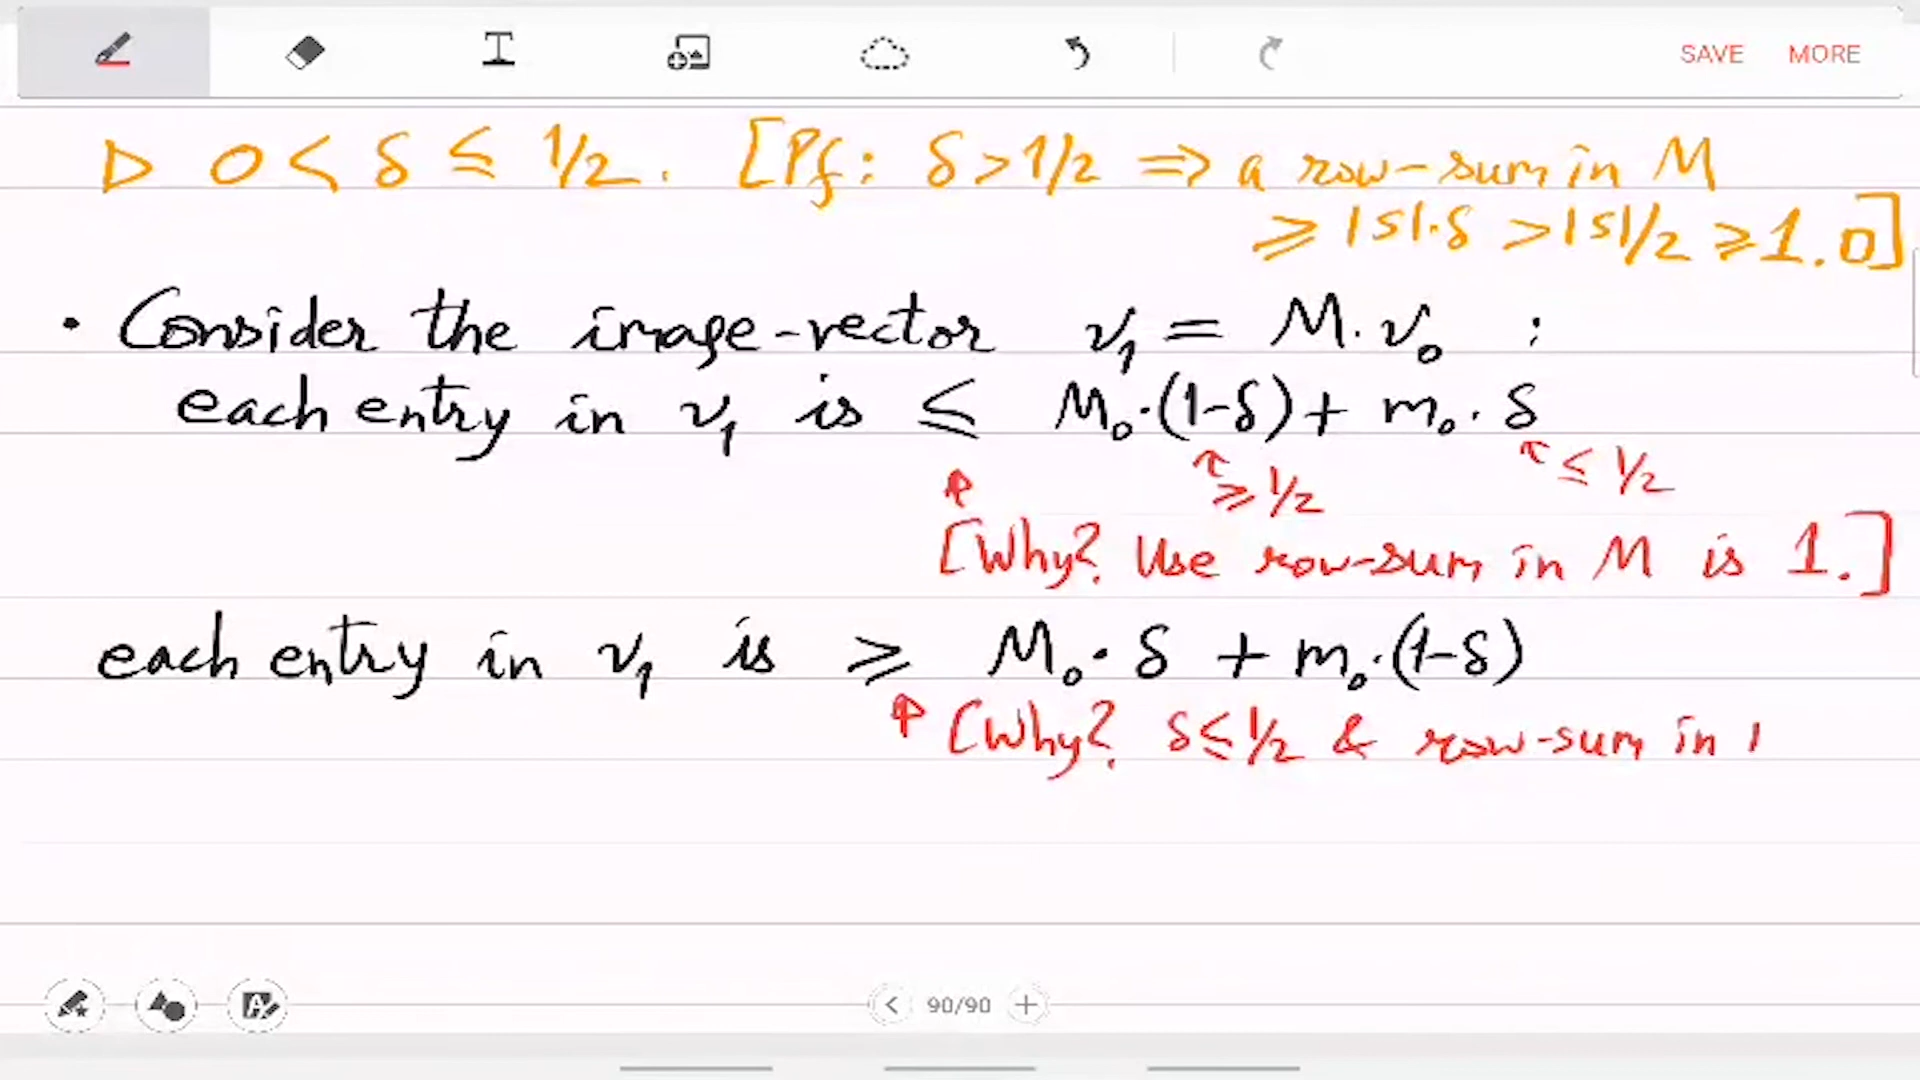 SAVE MORE
▷ 0 < δ ≤ 1/2. [Pf: δ > 1/2 ⇒ a row-sum in M
≥ |S|·δ > |S|/2 ≥ 1. □]
• Consider the image-vector v₁ = M·v₀ :
each entry in v₁ is ≤ M₀·(1-δ) + m₀·δ
↑ ≥ 1/2 ↑ ≤ 1/2
↑ [Why? Use row-sum in M is 1.]
each entry in v₁ is ≥ M₀·δ + m₀·(1-δ)
↑ [Why? δ ≤ 1/2 & row-sum in
90/90